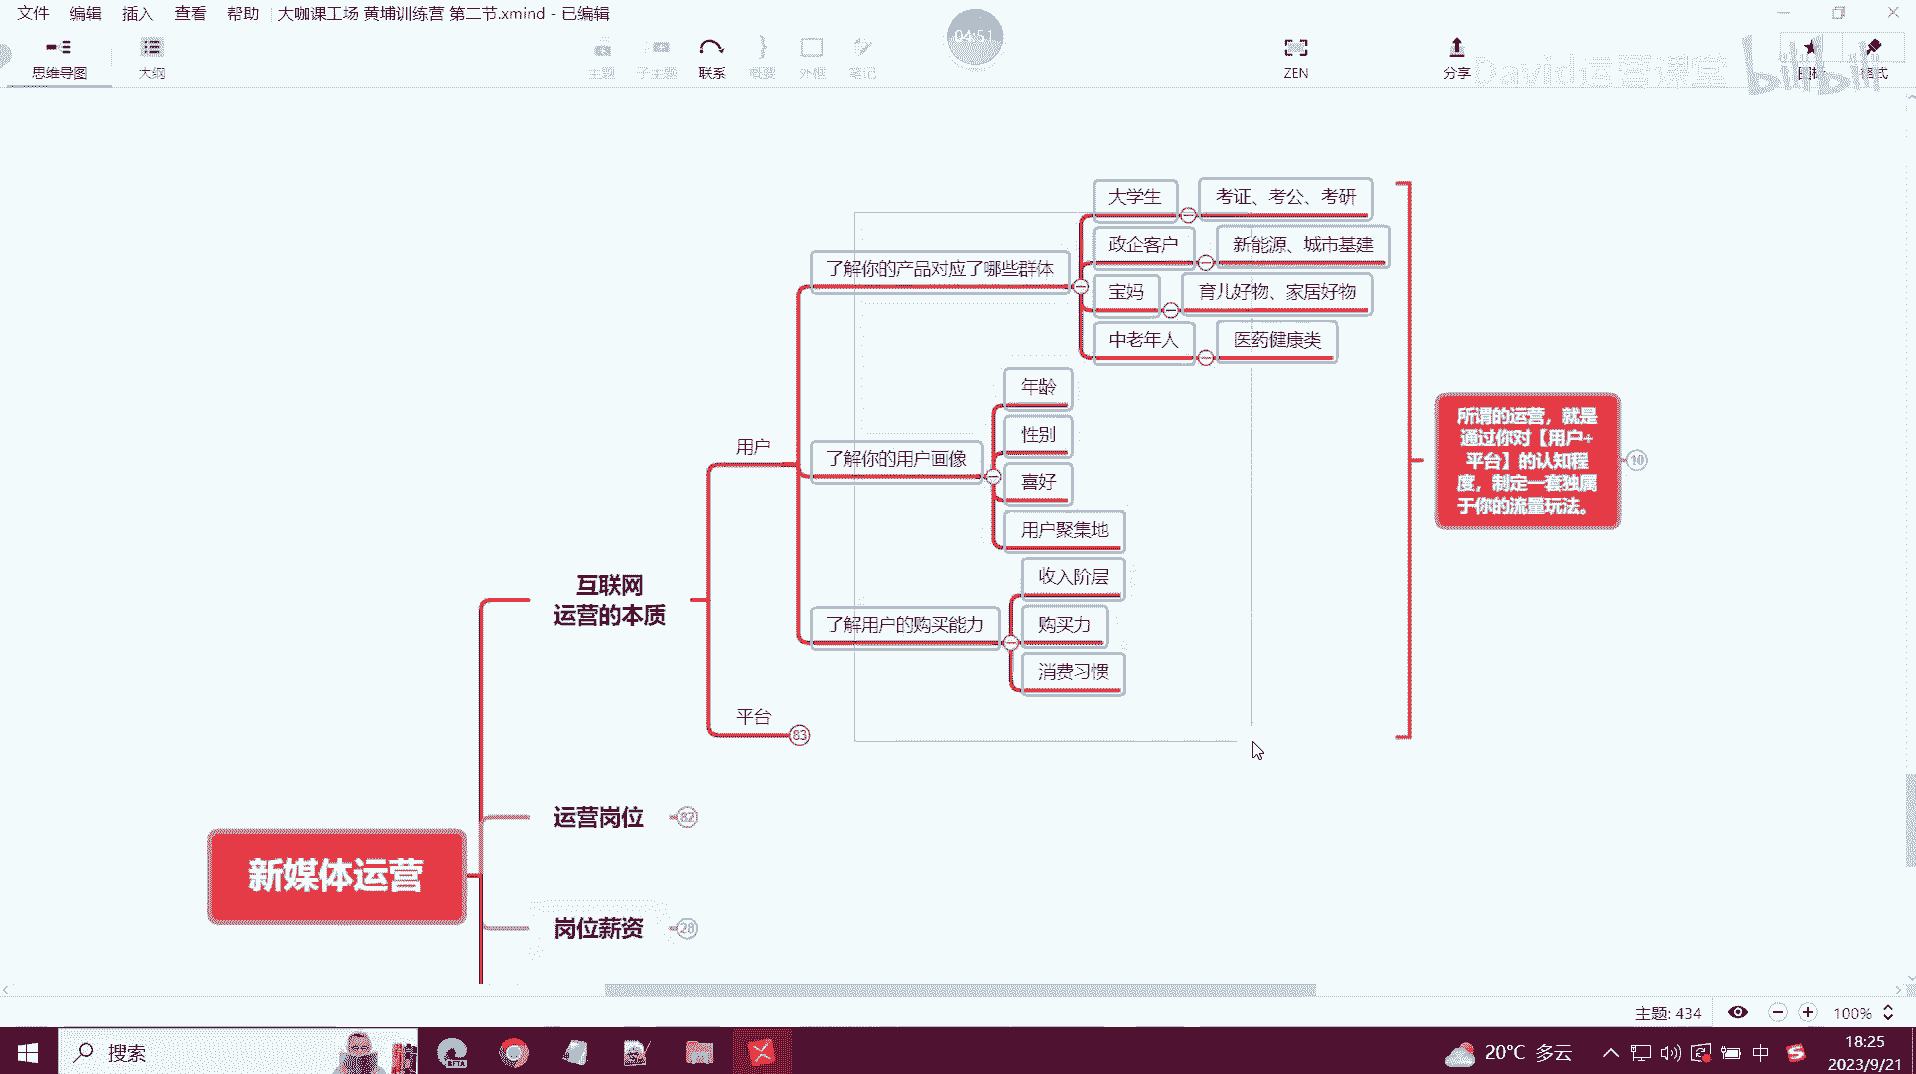 文件 编辑 插入 查看 帮助 大咖课工场 黄埔训练营 第二节.xmind - 已编辑
思维导图 大纲 主题 子主题 联系 概要 外框 笔记 04:51 ZEN 分享 图标 格式
David运营课堂 bilibili
大学生 考证、考公、考研
政企客户 新能源、城市基建
了解你的产品对应了哪些群体
宝妈 育儿好物、家居好物
中老年人 医药健康类
年龄
性别
用户
了解你的用户画像
喜好
用户聚集地
所谓的运营，就是
通过你对【用户+
平台】的认知程
度，制定一套独属
于你的流量玩法。
10
互联网
运营的本质
收入阶层
了解用户的购买能力
购买力
消费习惯
平台 83
运营岗位 82
新媒体运营
岗位薪资 28
主题: 434 100%
搜索 BETA 20°C 多云 中 18:25
2023/9/21